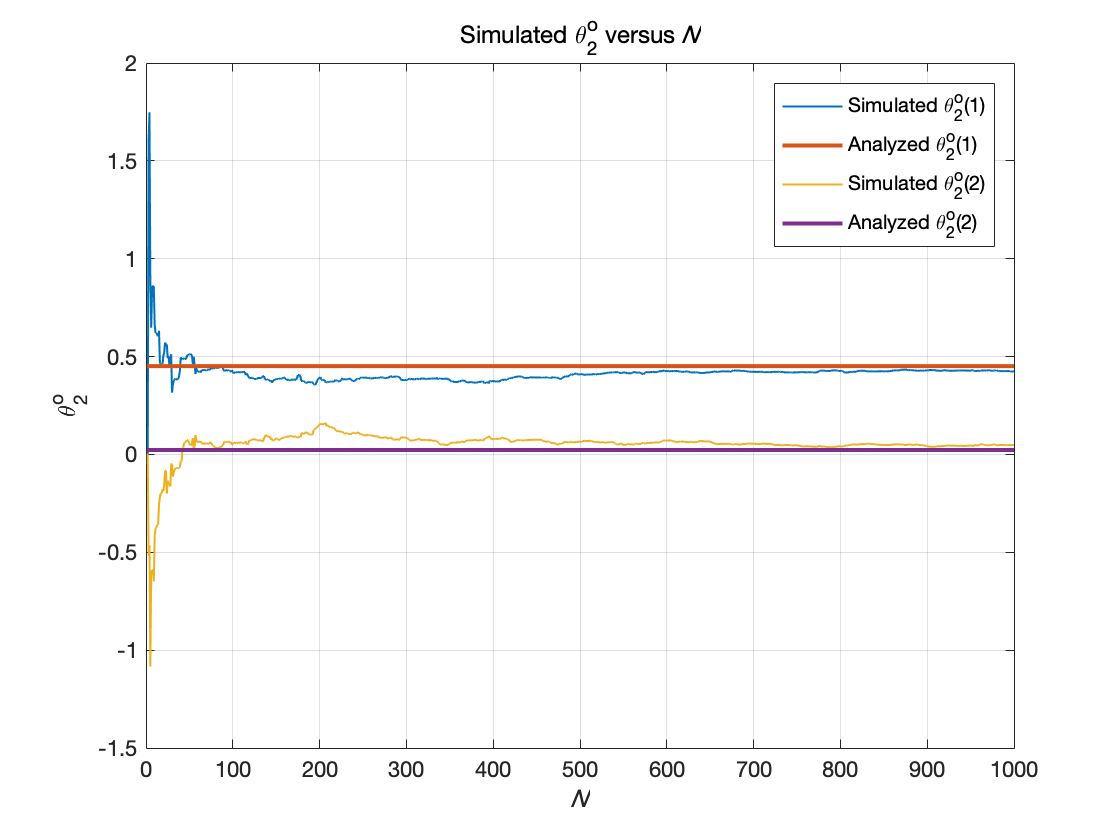 Simulated θ₂ᵒ versus N
2
1.5
1
0.5
0
-0.5
-1
-1.5
θ₂ᵒ
Simulated θ₂ᵒ(1)
Analyzed θ₂ᵒ(1)
Simulated θ₂ᵒ(2)
Analyzed θ₂ᵒ(2)
0 100 200 300 400 500 600 700 800 900 1000
N